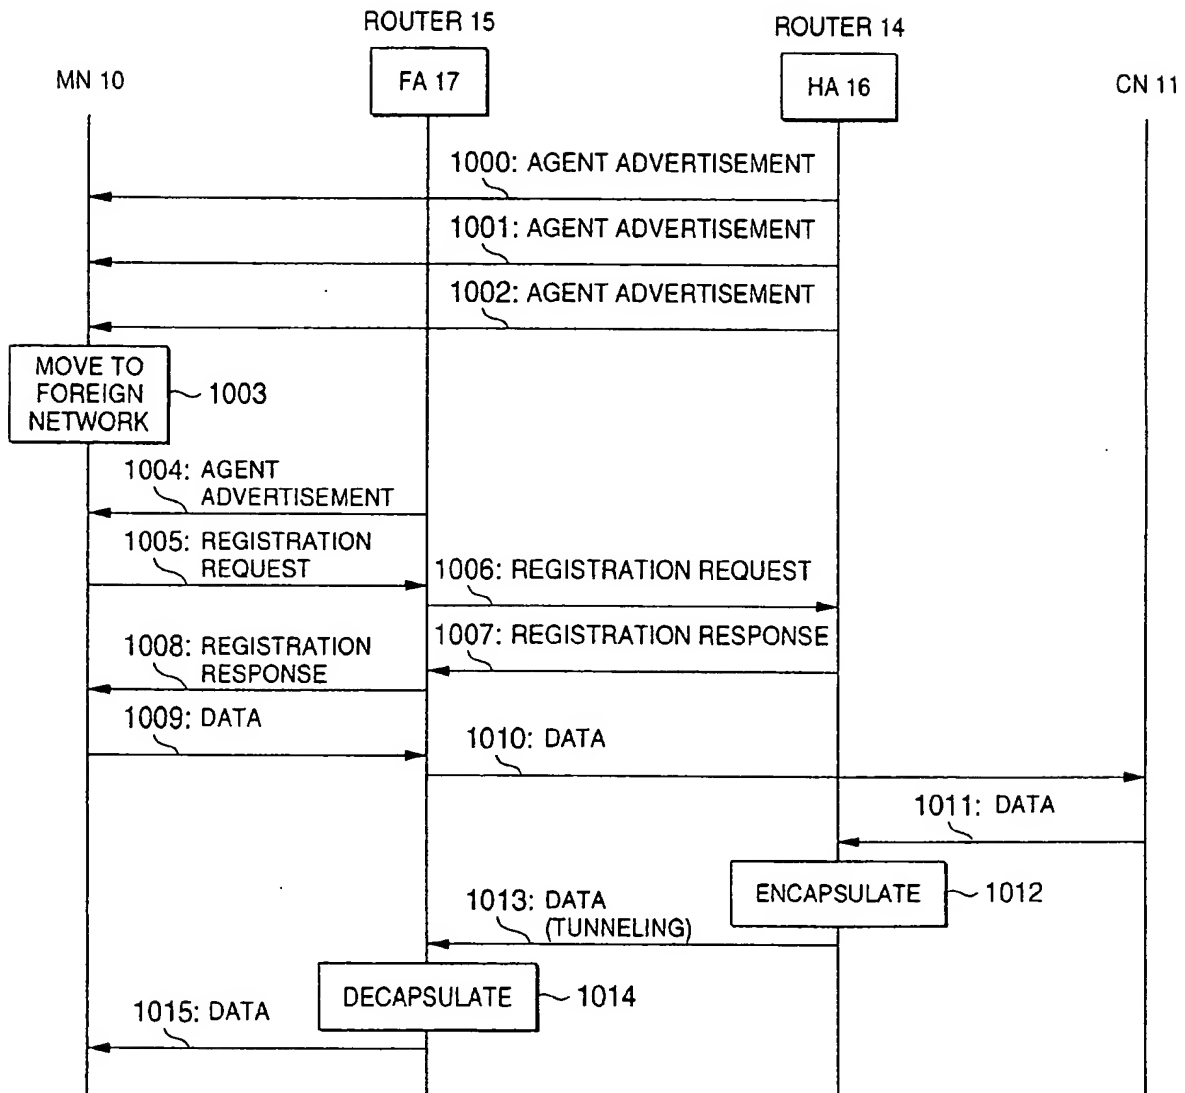 ROUTER 15
ROUTER 14
MN 10
FA 17
HA 16
CN 11
1000: AGENT ADVERTISEMENT
1001: AGENT ADVERTISEMENT
1002: AGENT ADVERTISEMENT
MOVE TO
FOREIGN
NETWORK
1003
1004: AGENT
ADVERTISEMENT
1005: REGISTRATION
REQUEST
1006: REGISTRATION REQUEST
1007: REGISTRATION RESPONSE
1008: REGISTRATION
RESPONSE
1009: DATA
1010: DATA
1011: DATA
ENCAPSULATE
1012
1013: DATA
(TUNNELING)
DECAPSULATE
1014
1015: DATA